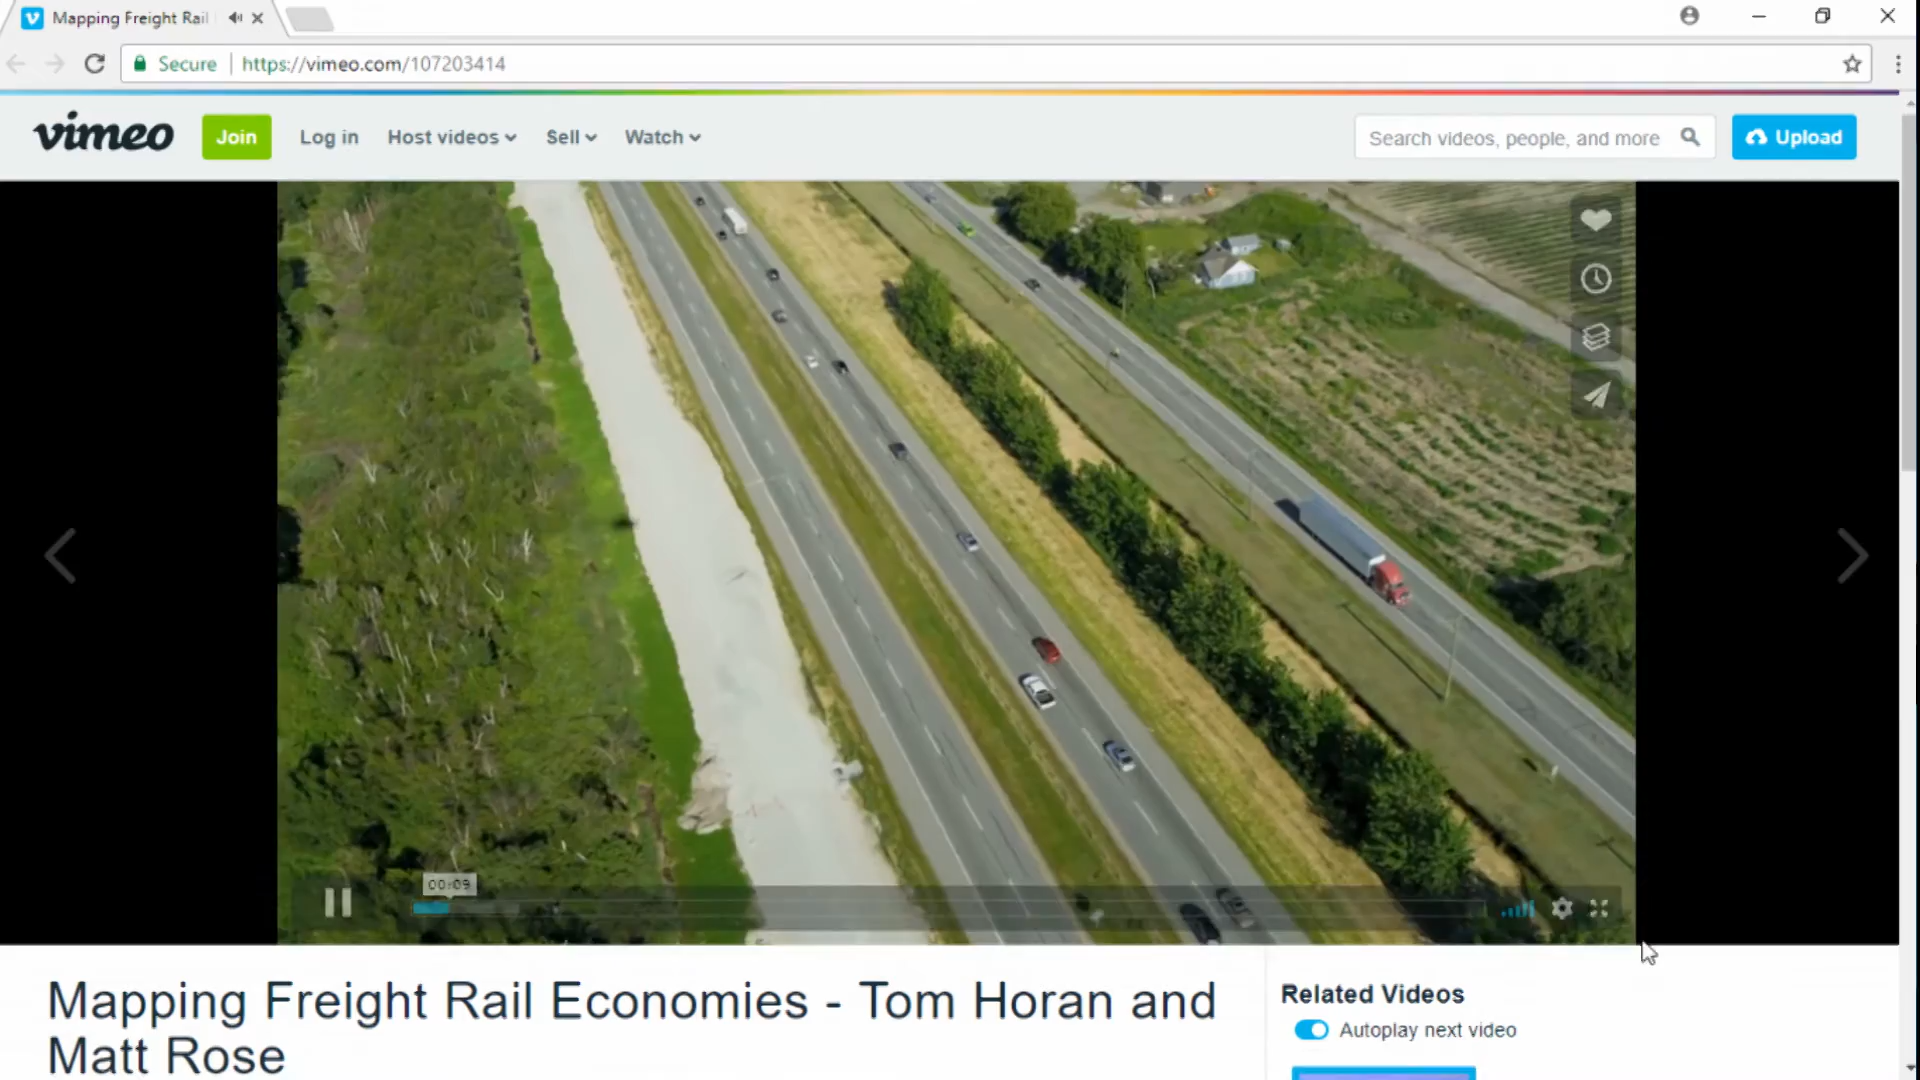 Mapping Freight Rail
Secure
https://vimeo.com/107203414
vimeo
Join
Log in
Host videos
Sell
Watch
Search videos, people, and more
Upload
00:09
Mapping Freight Rail Economies - Tom Horan and
Matt Rose
Related Videos
Autoplay next video